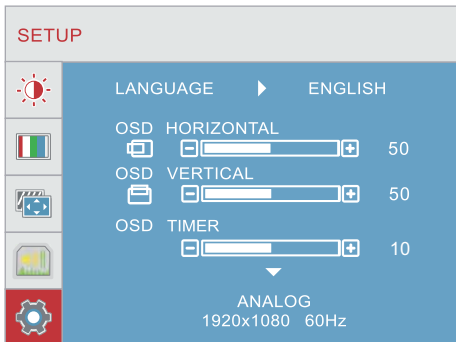 SETUP
LANGUAGE ENGLISH
OSD HORIZONTAL
50
OSD VERTICAL
50
OSD TIMER
10
ANALOG
1920x1080 60Hz